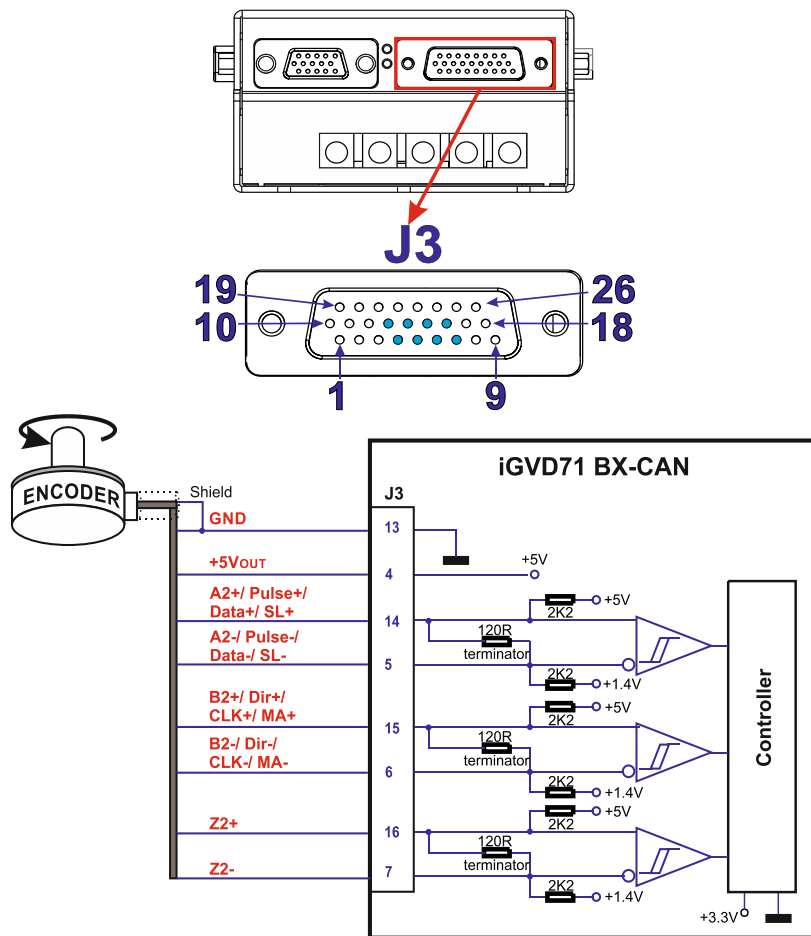 J3
19
26
10
18
1
9
iGVD71 BX-CAN
ENCODER
Shield
J3
GND
13
+5VOUT
4
+5V
A2+/ Pulse+/
Data+/ SL+
14
+5V
2K2
120R
terminator
A2-/ Pulse-/
Data-/ SL-
5
2K2
+1.4V
B2+/ Dir+/
CLK+/ MA+
15
+5V
2K2
120R
terminator
B2-/ Dir-/
CLK-/ MA-
6
2K2
+1.4V
Z2+
16
+5V
2K2
120R
terminator
Z2-
7
2K2
+1.4V
Controller
+3.3V